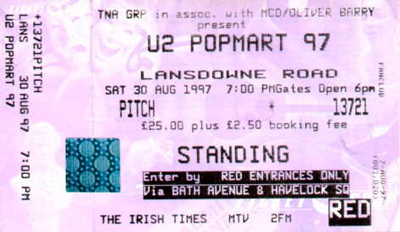 +13721PITCH
LANS 30 AUG 97 7:00 PM
U2 POPMART 97
TNA GRP in assoc. with MCD/OLIVER BARRY
present
U2 POPMART 97
LANSDOWNE ROAD
SAT 30 AUG 1997 7:00 PMGates Open 6pm
PITCH * 13721
£25.00 plus £2.50 booking fee
STANDING
Enter by RED ENTRANCES ONLY
Via BATH AVENUE & HAVELOCK SQ
THE IRISH TIMES MTV 2FM
RED
FANCLUB